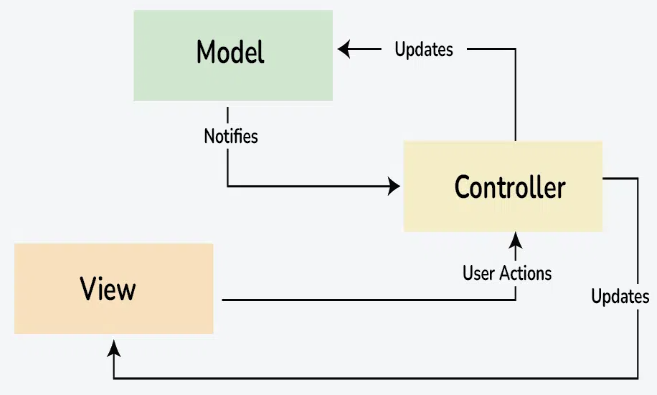 Model
Updates
Notifies
Controller
View
User Actions
Updates